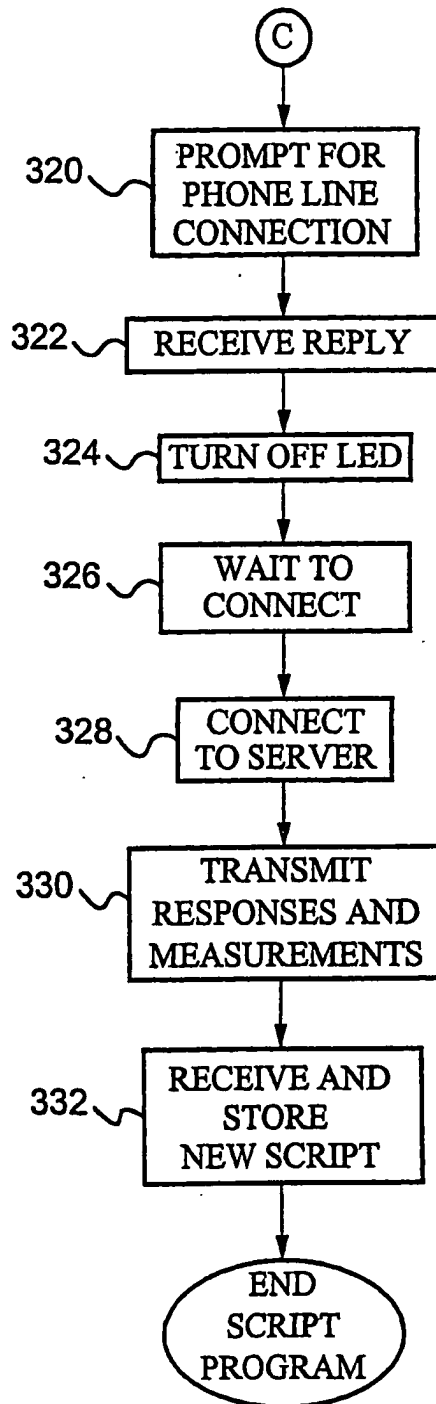 C
320
PROMPT FOR
PHONE LINE
CONNECTION
322
RECEIVE REPLY
324
TURN OFF LED
326
WAIT TO
CONNECT
328
CONNECT
TO SERVER
330
TRANSMIT
RESPONSES AND
MEASUREMENTS
332
RECEIVE AND
STORE
NEW SCRIPT
END
SCRIPT
PROGRAM